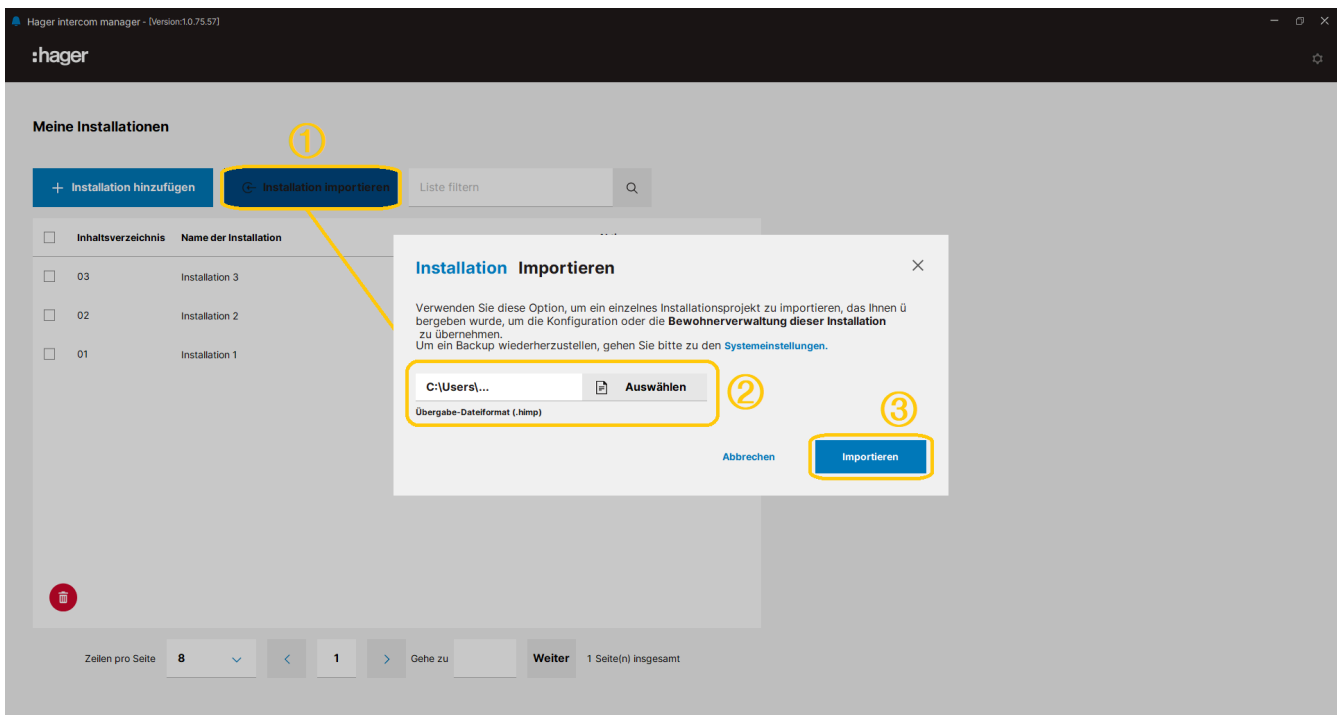 Hager intercom manager - [Version:1.0.75.57]
:hager
Meine Installationen
①
+ Installation hinzufügen
Installation importieren
Liste filtern
Inhaltsverzeichnis Name der Installation
03 Installation 3
02 Installation 2
01 Installation 1
Installation Importieren
Verwenden Sie diese Option, um ein einzelnes Installationsprojekt zu importieren, das Ihnen ü
bergeben wurde, um die Konfiguration oder die Bewohnerverwaltung dieser Installation
zu übernehmen.
Um ein Backup wiederherzustellen, gehen Sie bitte zu den Systemeinstellungen.
C:\Users\... Auswählen
②
Übergabe-Dateiformat (.himp)
③
Abbrechen Importieren
Zeilen pro Seite 8 < 1 > Gehe zu Weiter 1 Seite(n) insgesamt